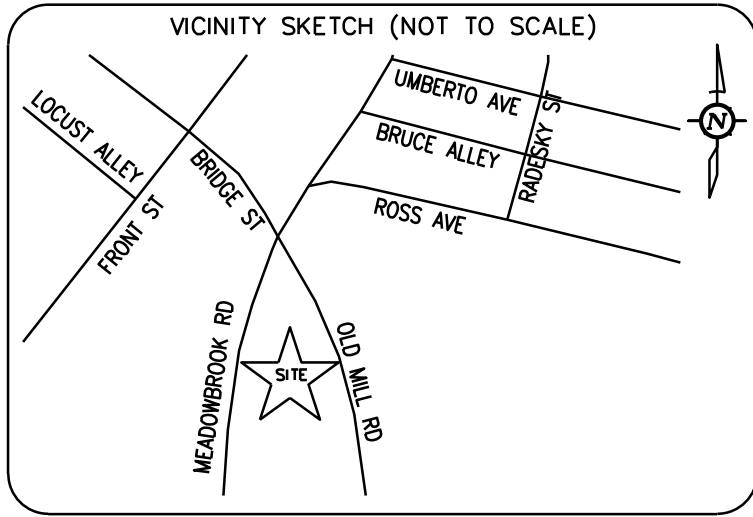 VICINITY SKETCH (NOT TO SCALE)
UMBERTO AVE
LOCUST ALLEY
RADESKY ST
N
BRUCE ALLEY
BRIDGE ST
FRONT ST
ROSS AVE
MEADOWBROOK RD
OLD MILL RD
SITE